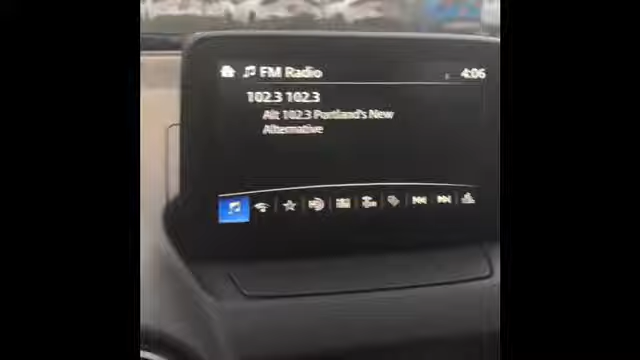 FM Radio
4:06
102.3 102.3
Alt 102.3 Portland's New
Alternative